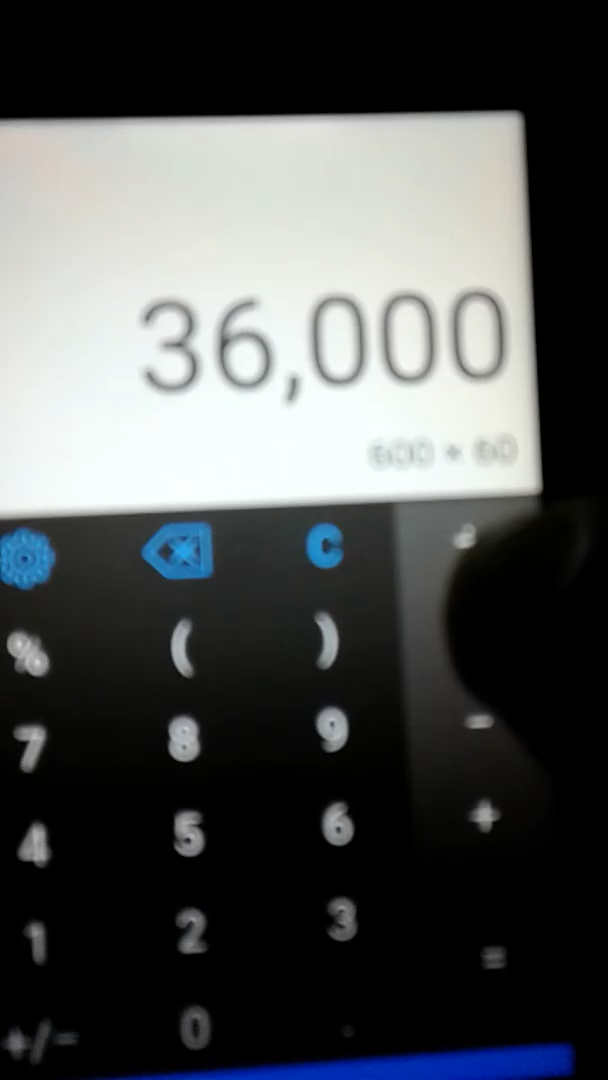 36,000
600 × 60
C
% ( )
7 8 9 -
4 5 6 +
1 2 3
=
+/- 0 .